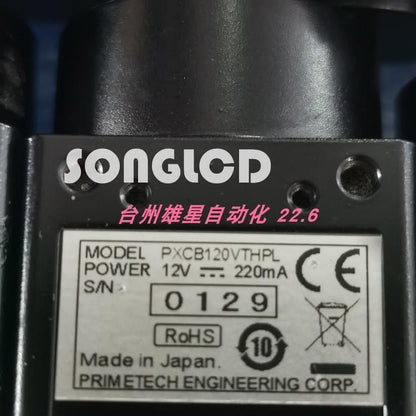 SONGLCD
台州雄星自动化 22.6
MODEL PXCB120VTHPL
POWER 12V ⎓ 220mA
S/N
0129
CE
RoHS
10
Made in Japan.
PRIMETECH ENGINEERING CORP.